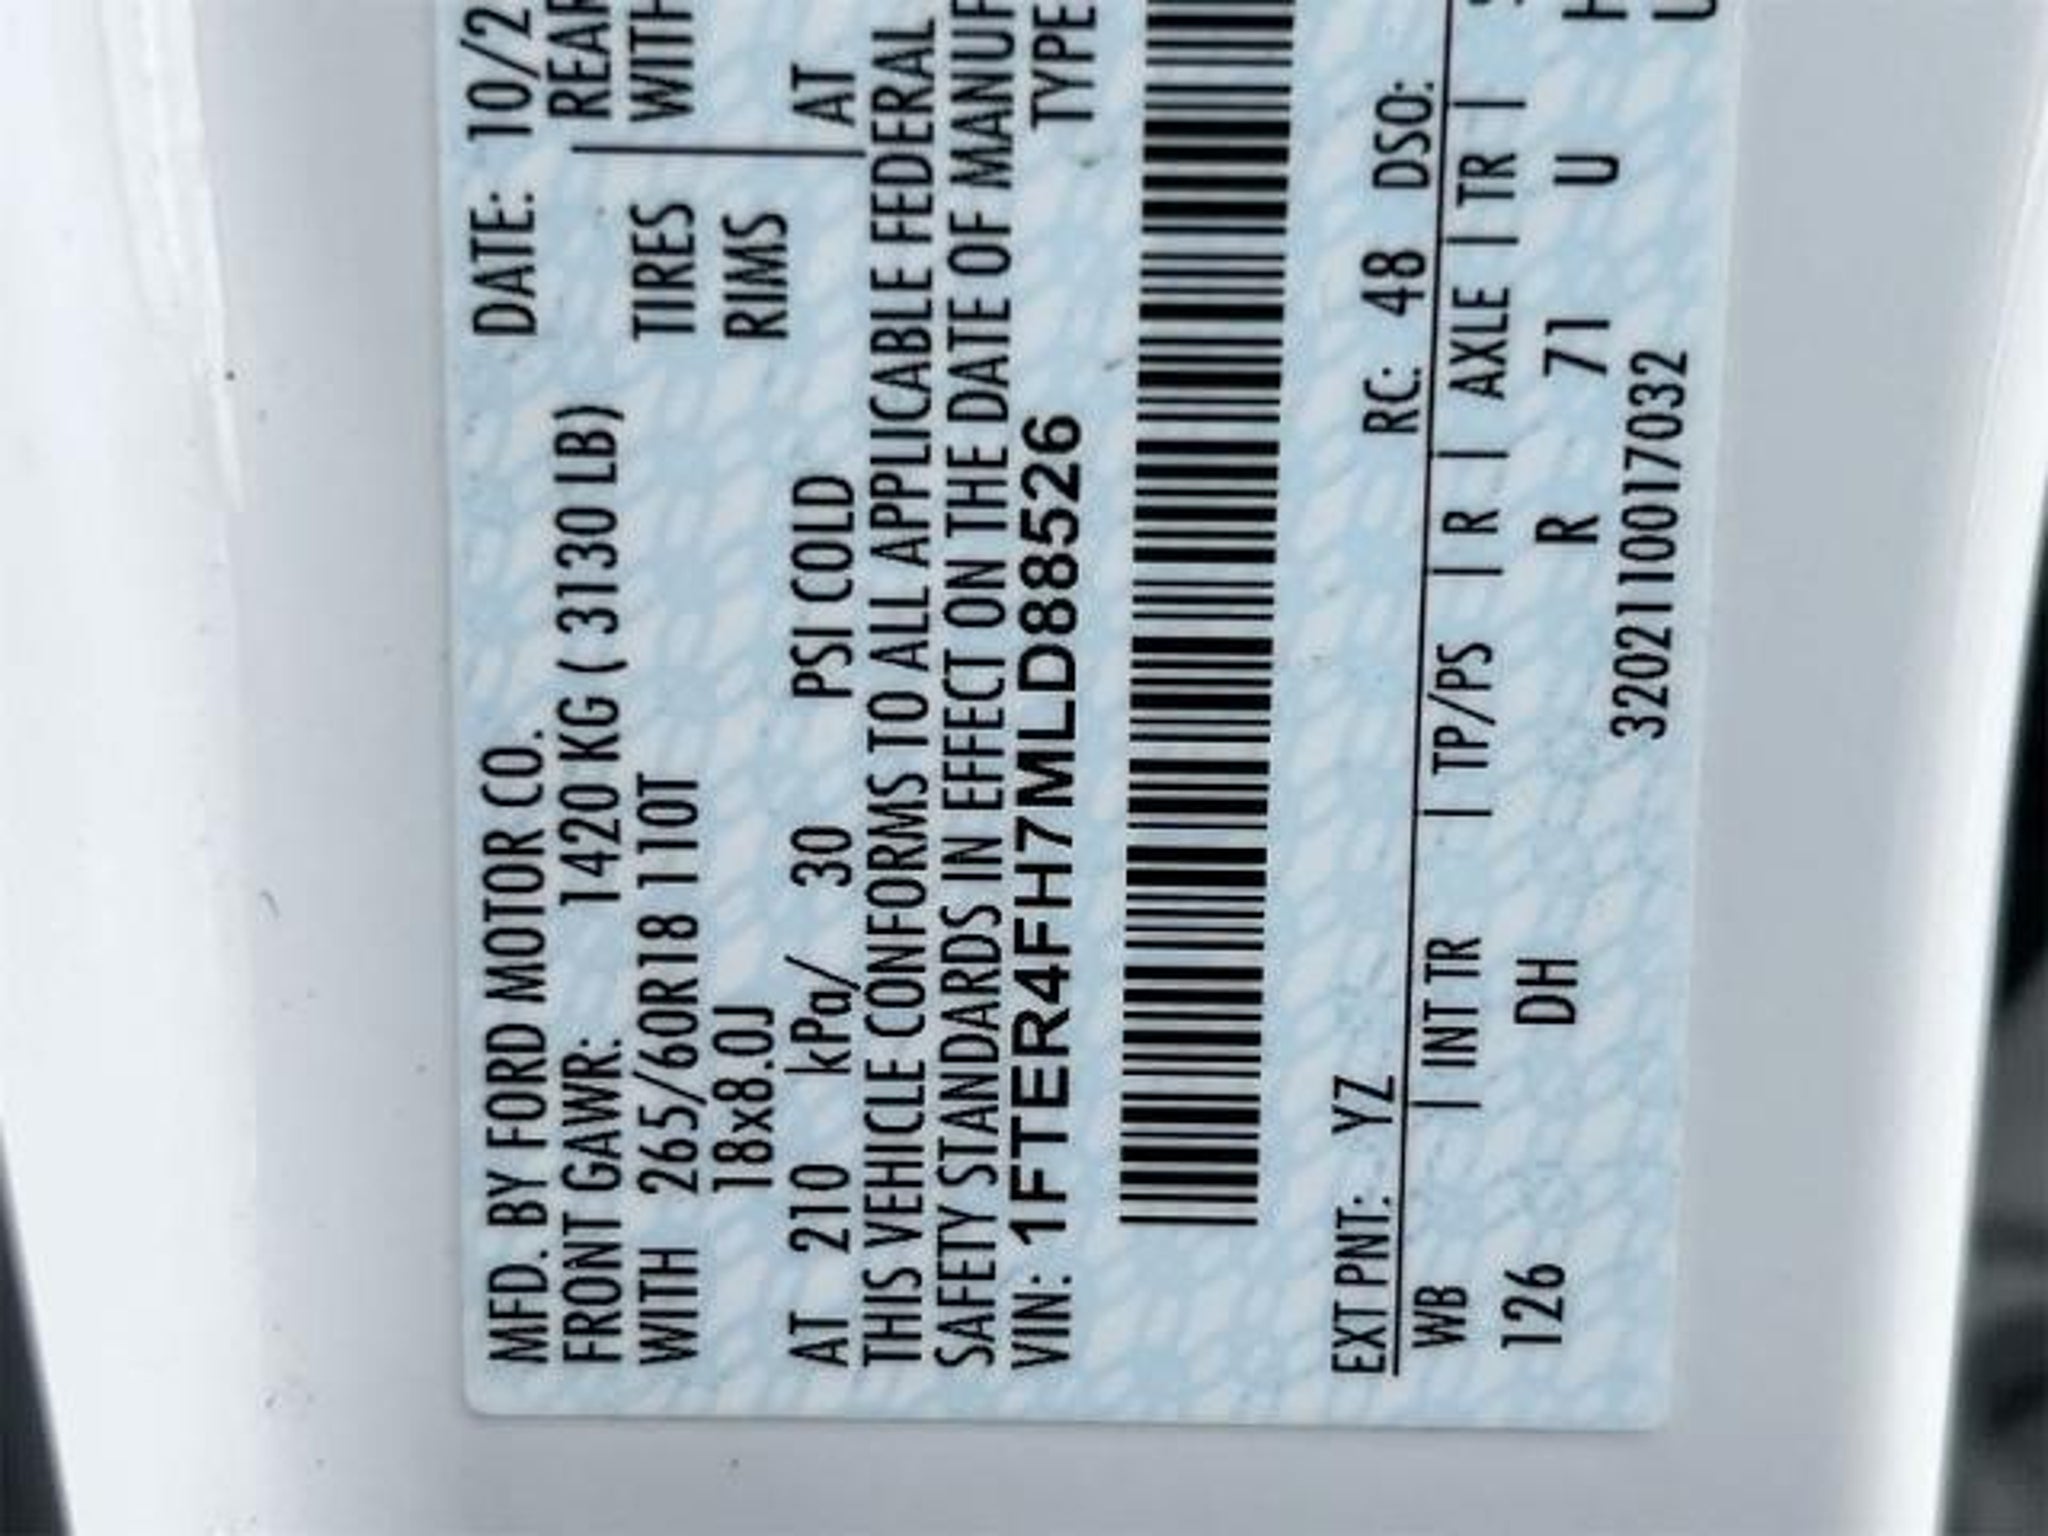 MFD. BY FORD MOTOR CO. DATE: 10/2
FRONT GAWR: 1420 KG ( 3130 LB) REAR
WITH 265/60R18 110T TIRES WITH
18x8.0J RIMS
AT 210 kPa/ 30 PSI COLD AT
THIS VEHICLE CONFORMS TO ALL APPLICABLE FEDERAL
SAFETY STANDARDS IN EFFECT ON THE DATE OF MANUF
VIN: 1FTER4FH7MLD88526 TYPE
EXT PNT: YZ RC: 48 DSO:
WB | INT TR | TP/PS | R | AXLE | TR |
126 DH R 71 U
3202110017032